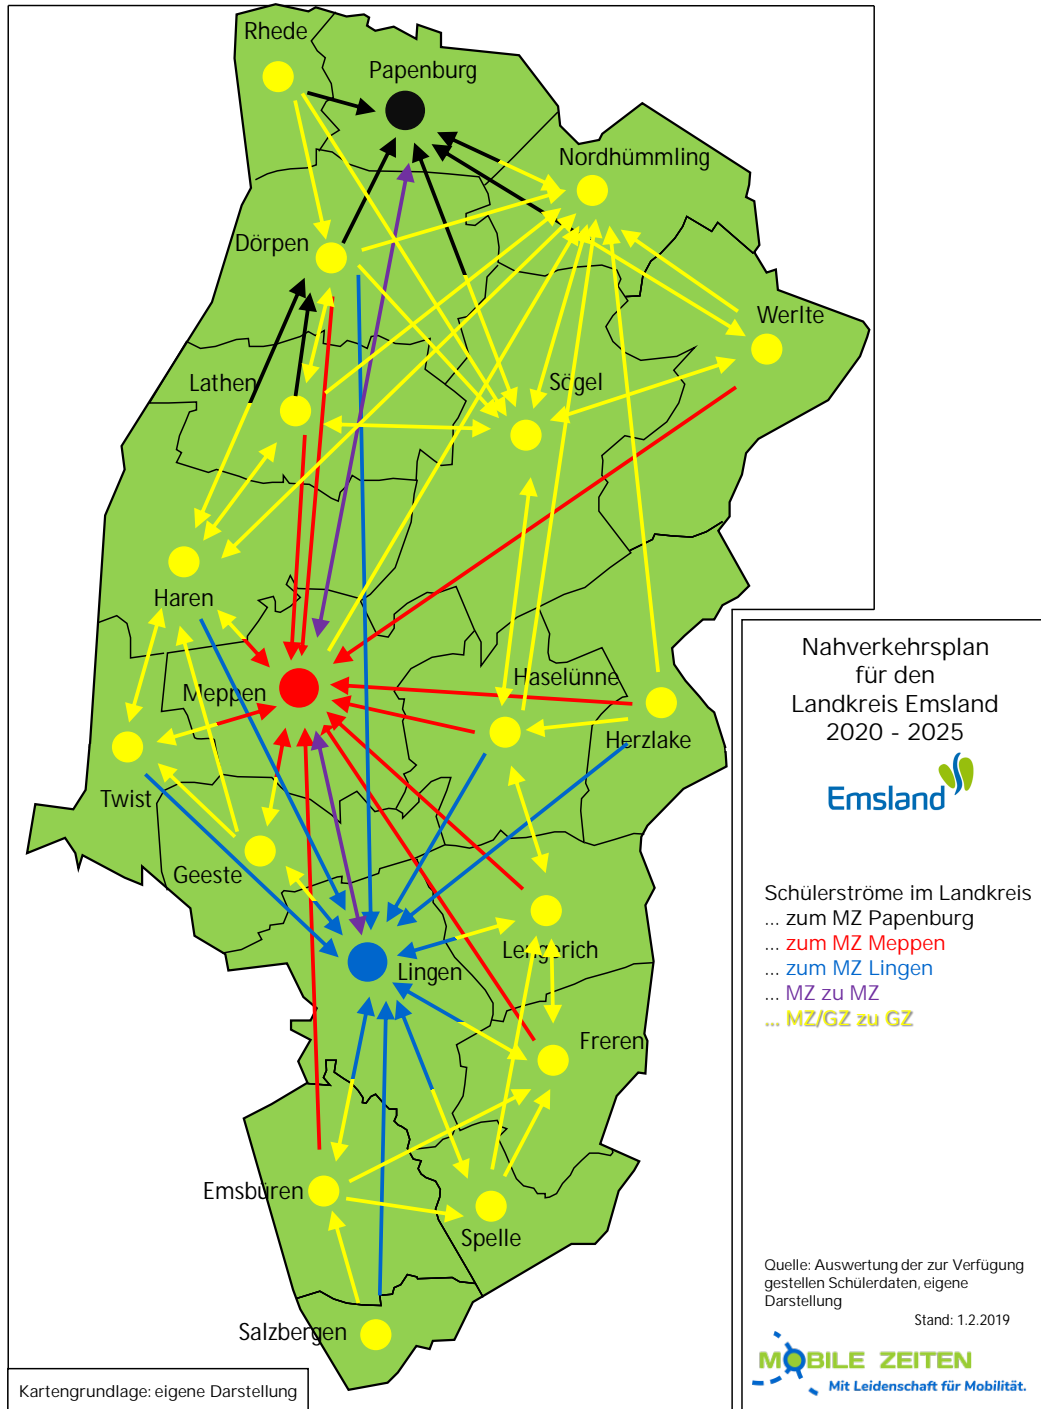 Rhede
Papenburg
Nordhümmling
Dörpen
Werlte
Lathen
Sögel
Haren
Haselünne
Meppen
Herzlake
Twist
Geeste
Lengerich
Lingen
Freren
Emsbüren
Spelle
Salzbergen
Kartengrundlage: eigene Darstellung
Nahverkehrsplan
für den
Landkreis Emsland
2020 - 2025
Emsland
Schülerströme im Landkreis
... zum MZ Papenburg
... zum MZ Meppen
... zum MZ Lingen
... MZ zu MZ
... MZ/GZ zu GZ
Quelle: Auswertung der zur Verfügung
gestellen Schülerdaten, eigene
Darstellung
Stand: 1.2.2019
MOBILE ZEITEN
Mit Leidenschaft für Mobilität.